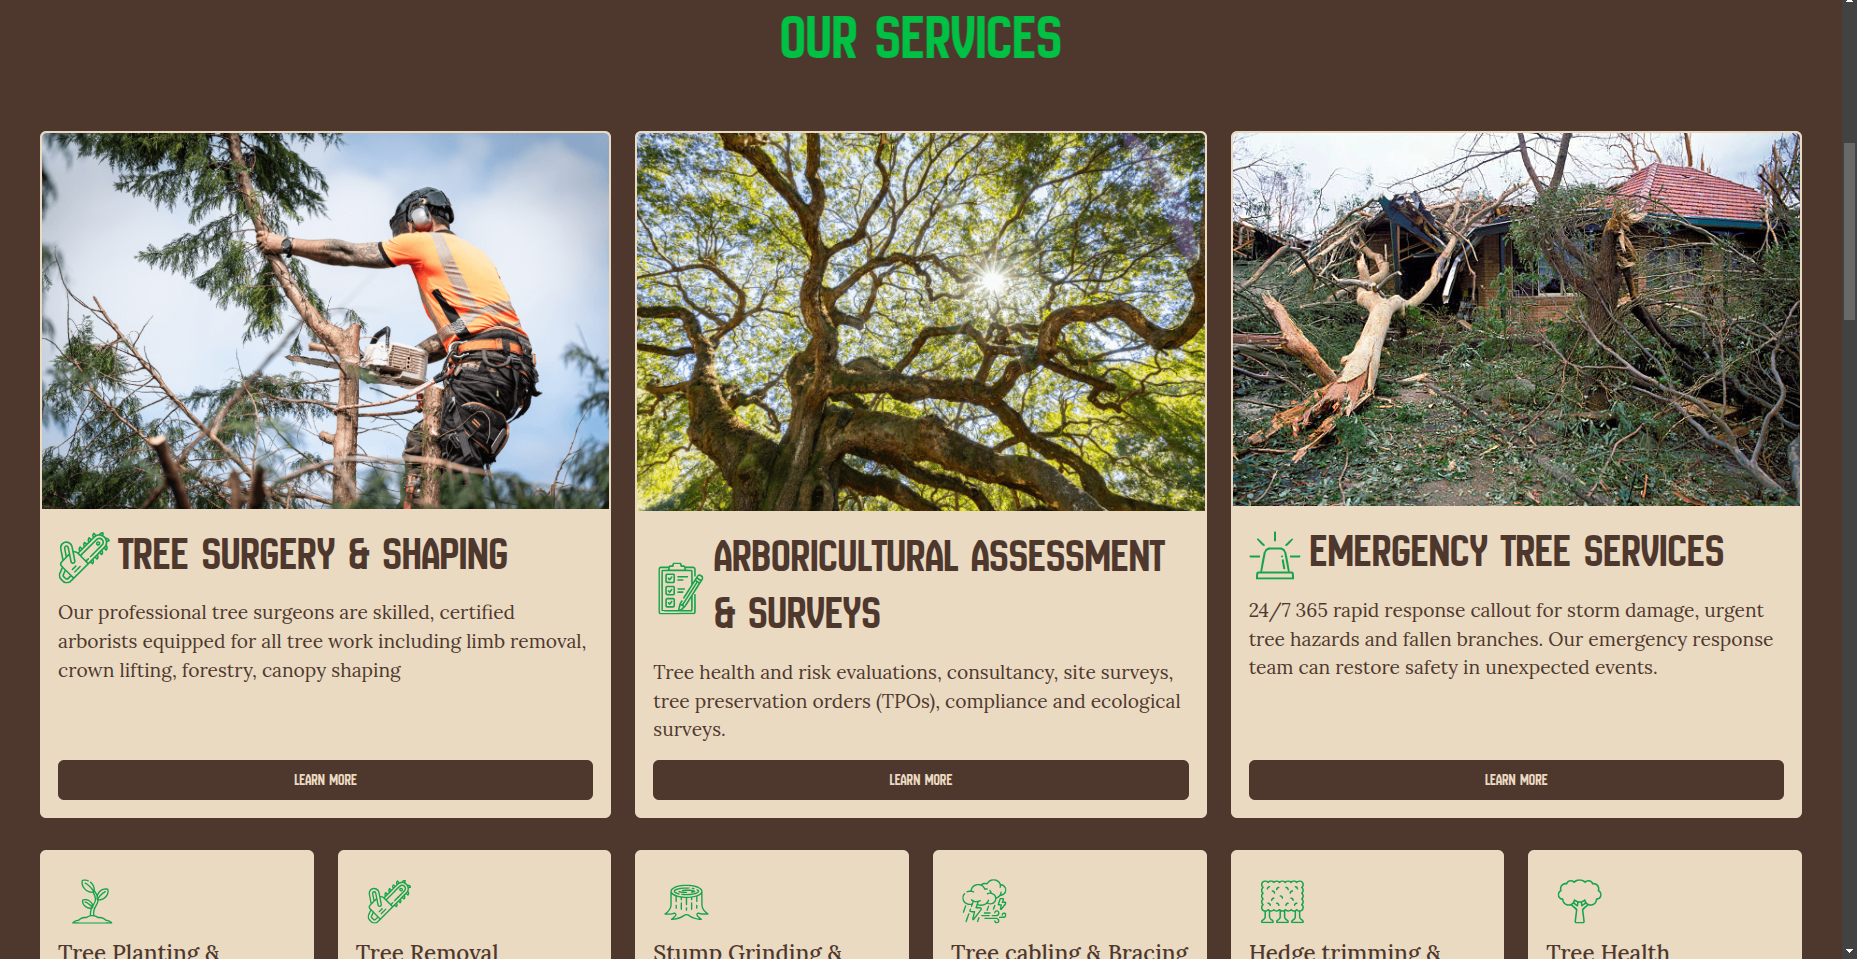 OUR SERVICES
TREE SURGERY & SHAPING
Our professional tree surgeons are skilled, certified
arborists equipped for all tree work including limb removal,
crown lifting, forestry, canopy shaping
LEARN MORE
ARBORICULTURAL ASSESSMENT
& SURVEYS
Tree health and risk evaluations, consultancy, site surveys,
tree preservation orders (TPOs), compliance and ecological
surveys.
LEARN MORE
EMERGENCY TREE SERVICES
24/7 365 rapid response callout for storm damage, urgent
tree hazards and fallen branches. Our emergency response
team can restore safety in unexpected events.
LEARN MORE
Tree Planting &
Tree Removal
Stump Grinding &
Tree cabling & Bracing
Hedge trimming &
Tree Health